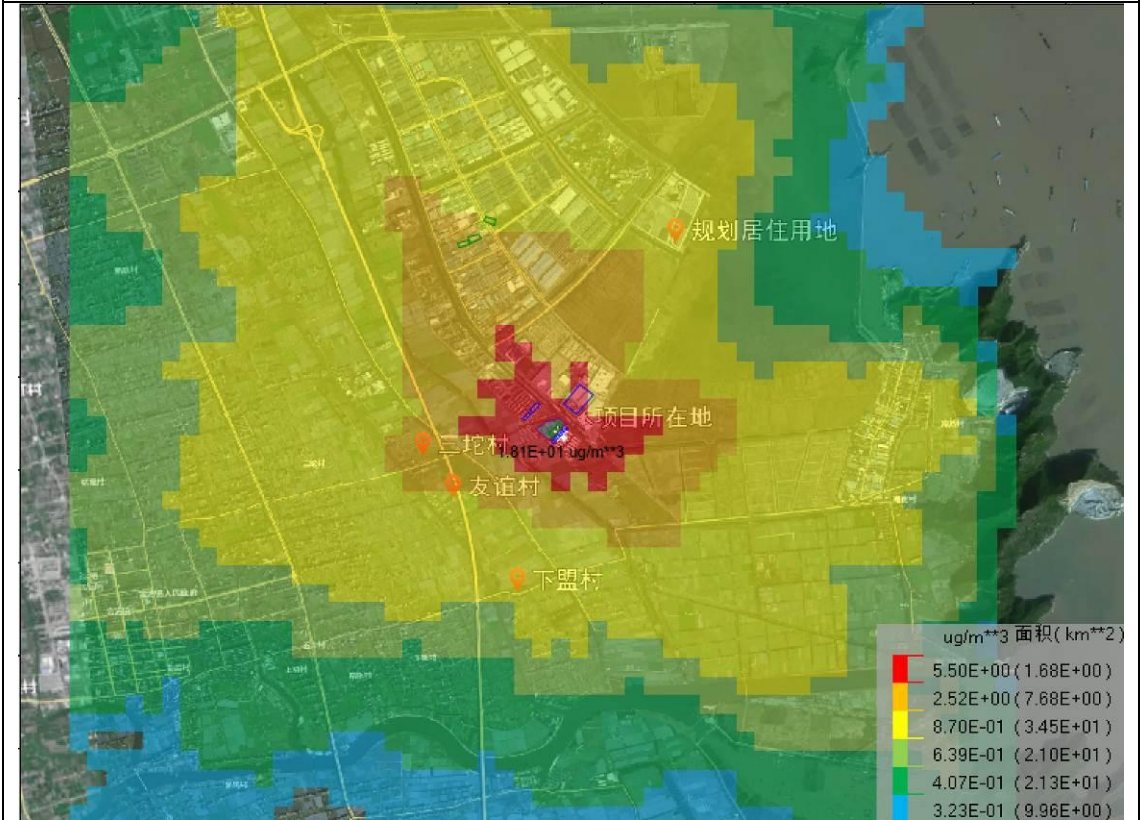 规划居住用地
项目所在地
二坨村
1.81E+01 ug/m**3
友谊村
下盟村
ug/m**3 面积( km**2)
5.50E+00 ( 1.68E+00 )
2.52E+00 ( 7.68E+00 )
8.70E-01 ( 3.45E+01 )
6.39E-01 ( 2.10E+01 )
4.07E-01 ( 2.13E+01 )
3.23E-01 ( 9.96E+00 )